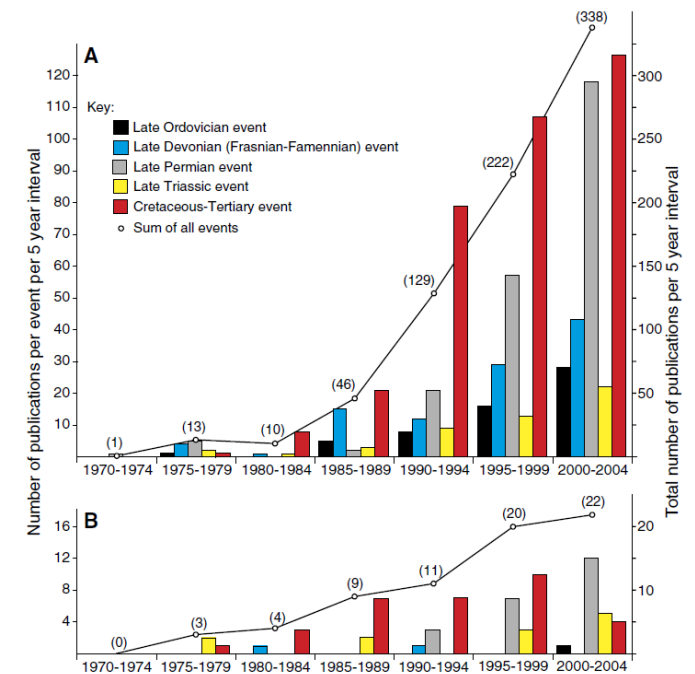 (338)
A
Key:
Late Ordovician event
Late Devonian (Frasnian-Famennian) event
Late Permian event
Late Triassic event
Cretaceous-Tertiary event
Sum of all events
(222)
(129)
(46)
(13)
(10)
(1)
120
110
100
90
80
70
60
50
40
30
20
10
300
250
200
150
100
50
1970-1974 1975-1979 1980-1984 1985-1989 1990-1994 1995-1999 2000-2004
Number of publications per event per 5 year interval
Total number of publications per 5 year interval
B
(22)
(20)
(11)
(9)
(4)
(3)
(0)
16
12
8
4
20
10
1970-1974 1975-1979 1980-1984 1985-1989 1990-1994 1995-1999 2000-2004